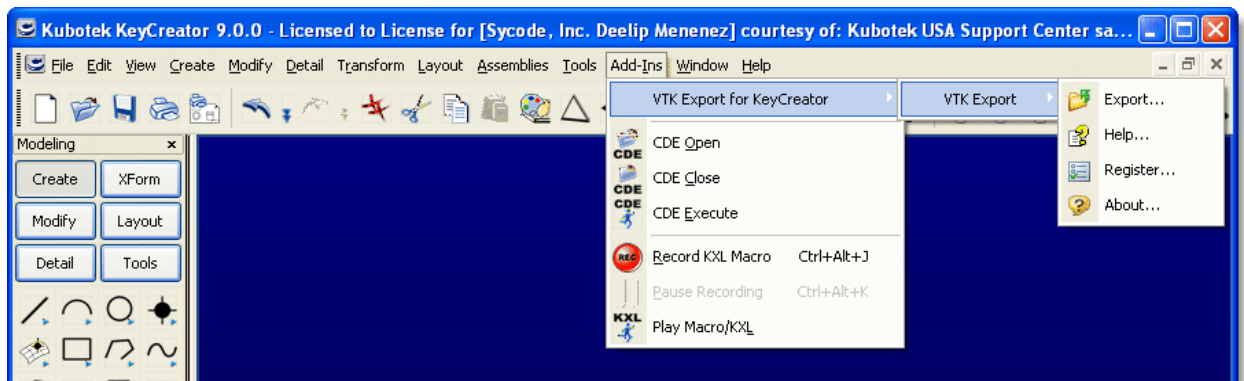 Kubotek KeyCreator 9.0.0 - Licensed to License for [Sycode, Inc. Deelip Menenez] courtesy of: Kubotek USA Support Center sa...
File Edit View Create Modify Detail Transform Layout Assemblies Tools Add-Ins Window Help
VTK Export for KeyCreator
VTK Export
Export...
Help...
Register...
About...
CDE CDE Open
CDE CDE Close
CDE CDE Execute
REC Record KXL Macro Ctrl+Alt+J
Pause Recording Ctrl+Alt+K
KXL Play Macro/KXL
Modeling
Create XForm
Modify Layout
Detail Tools